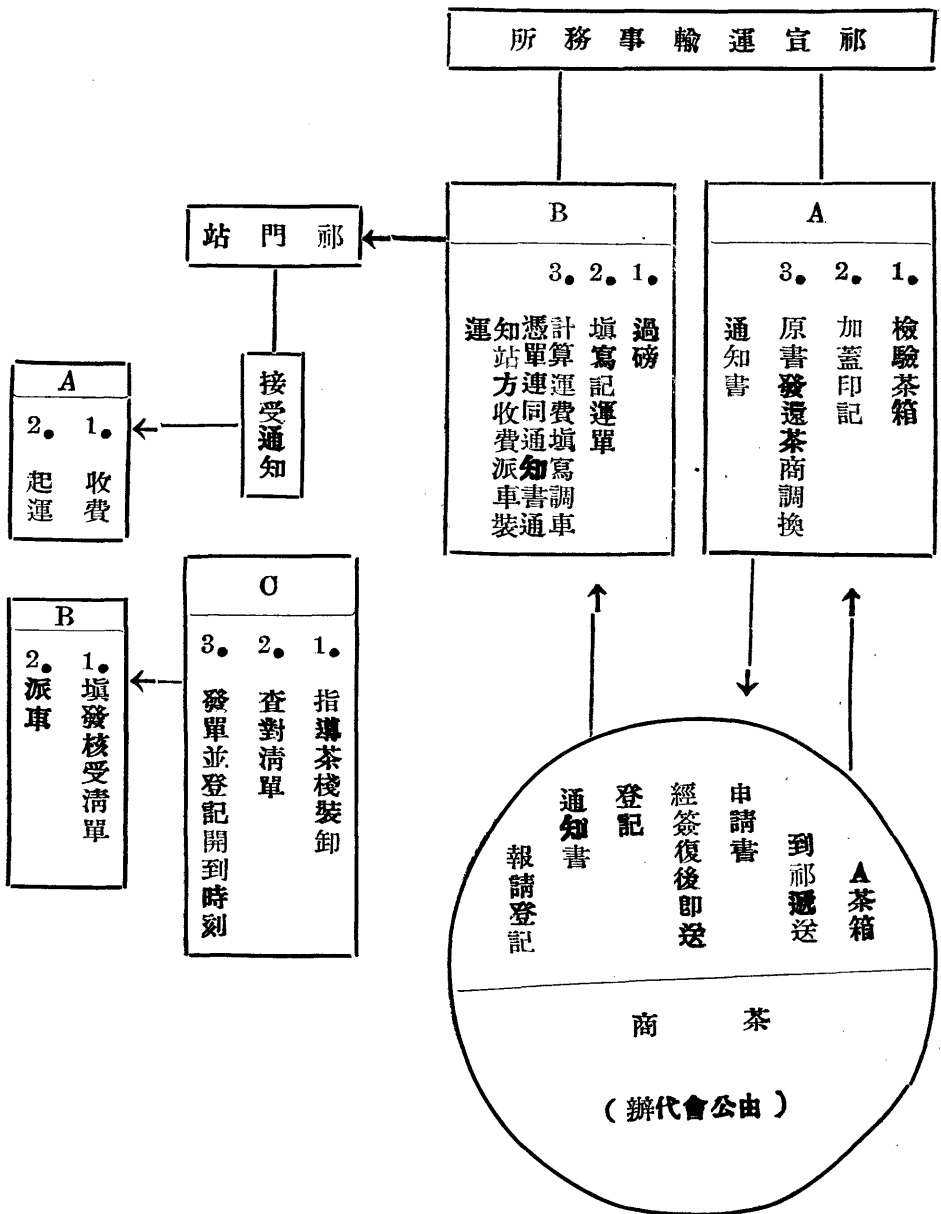 祁宣運輸事務所
A
1. 檢驗茶箱
2. 加蓋印記
3. 原書發還茶商調換
通知書
B
1. 過磅
2. 塡寫記運單
3. 計算運費塡寫調車
憑單連同通知書通
知站方收費派車裝
運
祁門站
接受通知
A
1. 收費
2. 起運
C
1. 指導茶棧裝卸
2. 查對清單
3. 發單並登記開到時刻
B
1. 塡發核受清單
2. 派車
A茶箱
到祁遞送
申請書
經簽復後卽送
登記
通知書
報請登記
茶商
(由公會代辦)